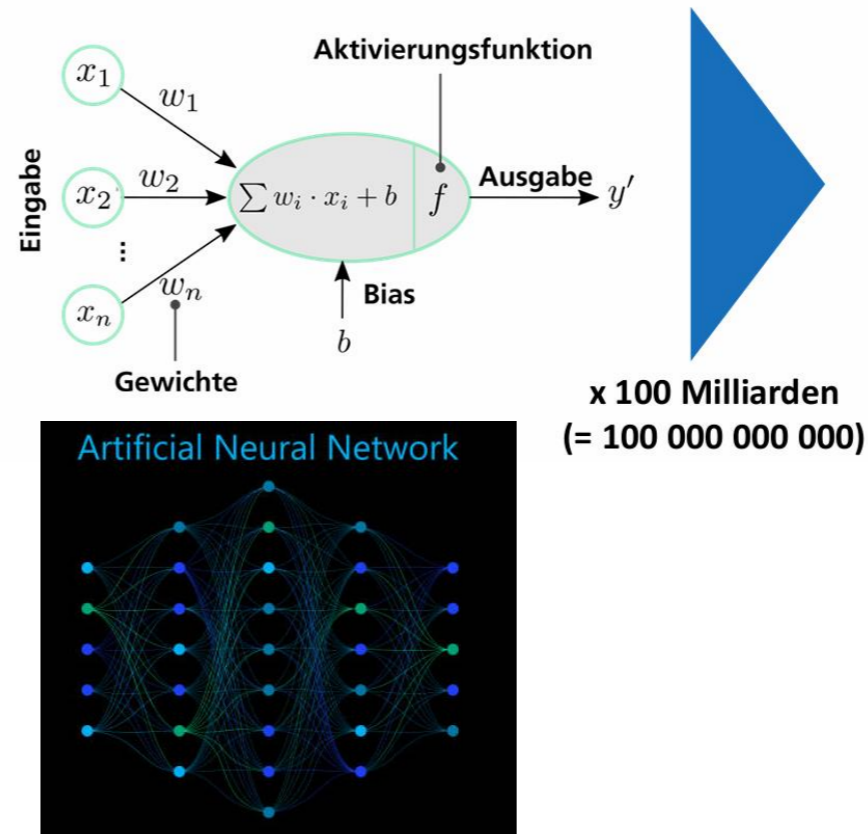 Aktivierungsfunktion
x₁
w₁
Eingabe
x₂
w₂
∑ wᵢ · xᵢ + b
f
Ausgabe
y′
...
wₙ
xₙ
Bias
b
Gewichte
x 100 Milliarden
(= 100 000 000 000)
Artificial Neural Network